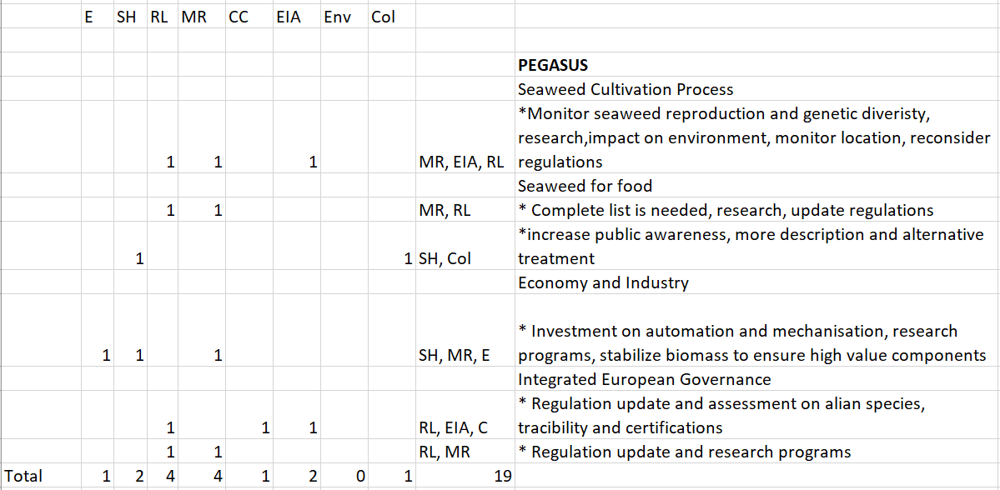 E SH RL MR CC EIA Env Col
PEGASUS
Seaweed Cultivation Process
*Monitor seaweed reproduction and genetic diveristy,
research,impact on environment, monitor location, reconsider
1 1 1 MR, EIA, RL regulations
Seaweed for food
1 1 MR, RL * Complete list is needed, research, update regulations
*increase public awareness, more description and alternative
1 1 SH, Col treatment
Economy and Industry
* Investment on automation and mechanisation, research
1 1 1 SH, MR, E programs, stabilize biomass to ensure high value components
Integrated European Governance
* Regulation update and assessment on alian species,
1 1 1 RL, EIA, C tracibility and certifications
1 1 RL, MR * Regulation update and research programs
Total 1 2 4 4 1 2 0 1 19